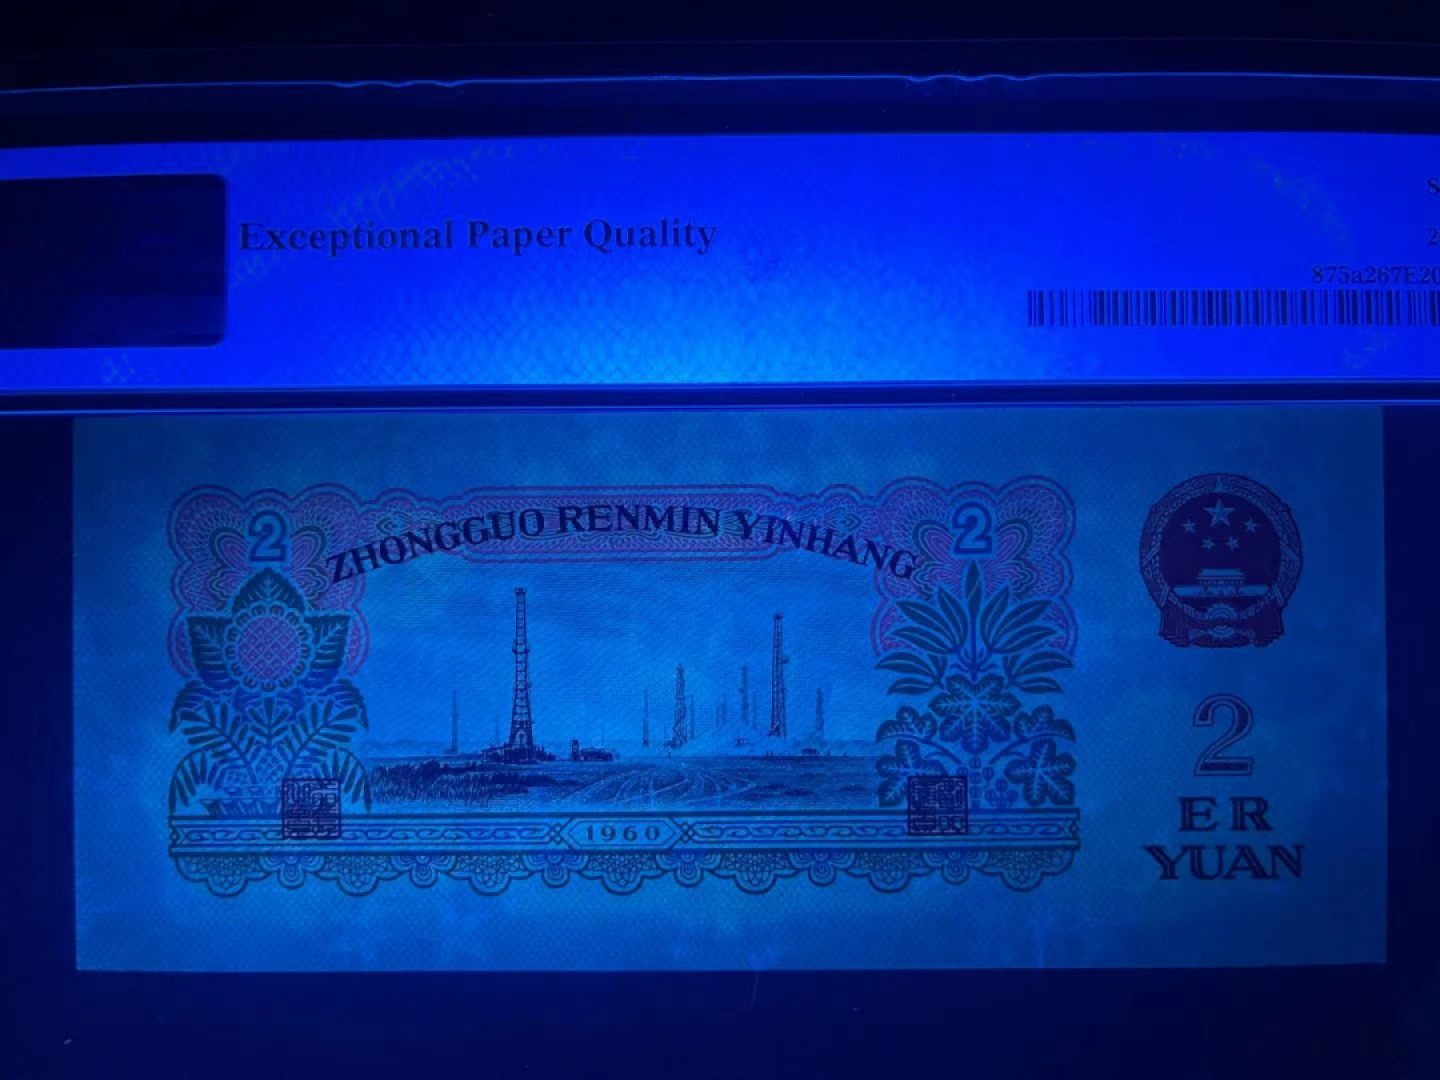 Exceptional Paper Quality
875a267E20
2
ZHONGGUO RENMIN YINHANG
2
1960
2
ER
YUAN